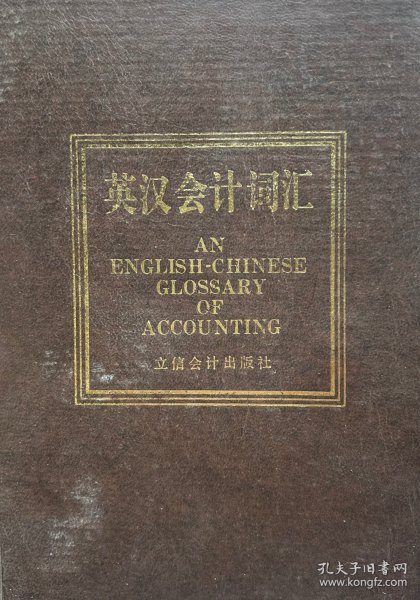 英汉会计词汇
AN
ENGLISH-CHINESE
GLOSSARY
OF
ACCOUNTING
立信会计出版社
孔夫子旧书网
www.kongfz.com